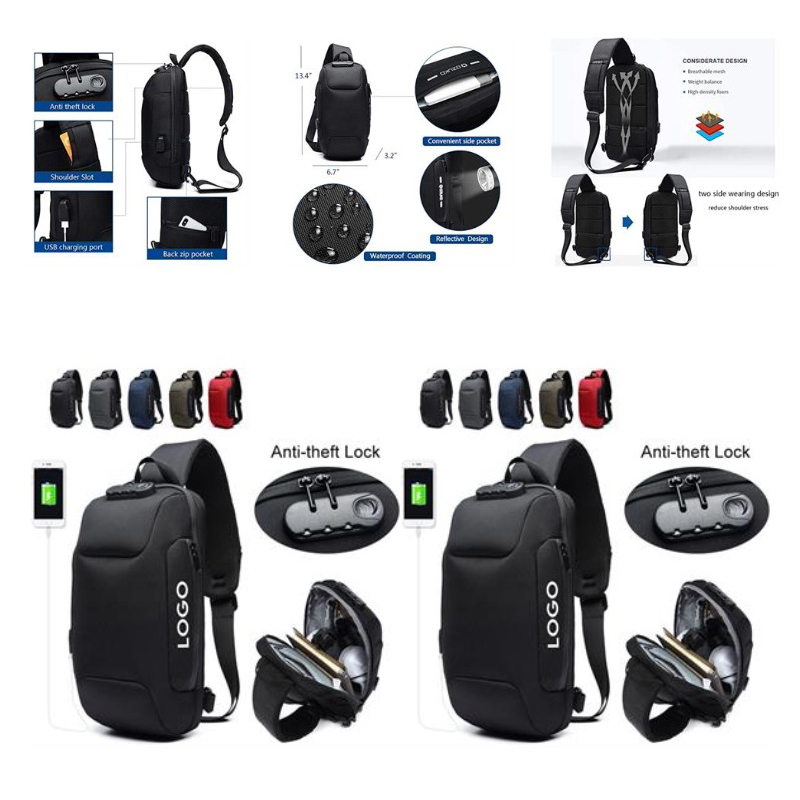 Anti theft lock
Shoulder Slot
USB charging port
Back zip pocket
13.4"
6.7"
3.2"
OZUKO
Convenient side pocket
OZUKO
Reflective Design
Waterproof Coating
CONSIDERATE DESIGN
Breathable mesh
Weight balance
High-density foam
two side wearing design
reduce shoulder stress
Anti-theft Lock
LOGO
Anti-theft Lock
LOGO